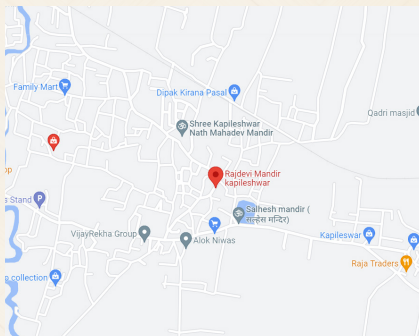 Family Mart
Dipak Kirana Pasal
Qadri masjid
Shree Kapileshwar
Nath Mahadev Mandir
Rajdevi Mandir
kapileshwar
Stand
Salhesh mandir (
सल्हेस मन्दिर)
VijayRekha Group
Alok Niwas
Kapileswar
Raja Traders
collection